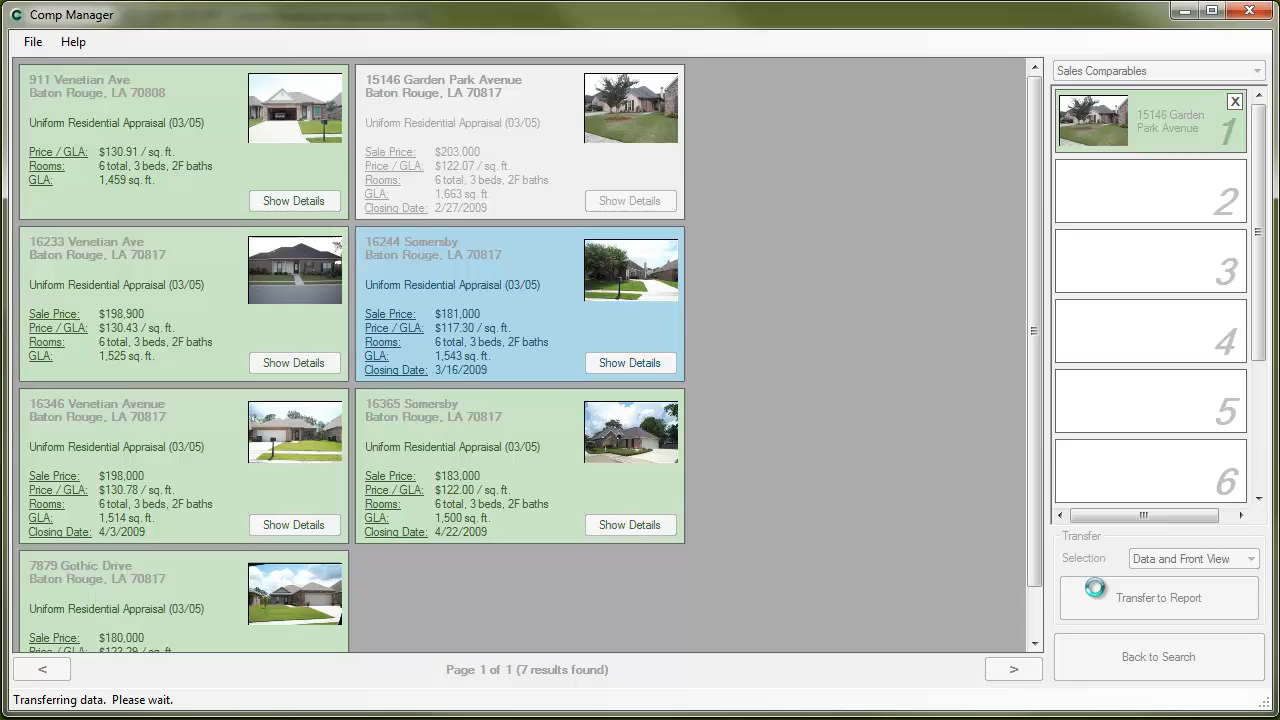 Comp Manager
File Help
911 Venetian Ave
Baton Rouge, LA 70808
Uniform Residential Appraisal (03/05)
Price / GLA: $130.91 / sq. ft.
Rooms: 6 total, 3 beds, 2F baths
GLA: 1,459 sq. ft.
Show Details
15146 Garden Park Avenue
Baton Rouge, LA 70817
Uniform Residential Appraisal (03/05)
Sale Price: $203,000
Price / GLA: $122.07 / sq. ft.
Rooms: 6 total, 3 beds, 2F baths
GLA: 1,663 sq. ft.
Closing Date: 2/27/2009
Show Details
16233 Venetian Ave
Baton Rouge, LA 70817
Uniform Residential Appraisal (03/05)
Sale Price: $198,900
Price / GLA: $130.43 / sq. ft.
Rooms: 6 total, 3 beds, 2F baths
GLA: 1,525 sq. ft.
Show Details
16244 Somersby
Baton Rouge, LA 70817
Uniform Residential Appraisal (03/05)
Sale Price: $181,000
Price / GLA: $117.30 / sq. ft.
Rooms: 6 total, 3 beds, 2F baths
GLA: 1,543 sq. ft.
Closing Date: 3/16/2009
Show Details
16346 Venetian Avenue
Baton Rouge, LA 70817
Uniform Residential Appraisal (03/05)
Sale Price: $198,000
Price / GLA: $130.78 / sq. ft.
Rooms: 6 total, 3 beds, 2F baths
GLA: 1,514 sq. ft.
Closing Date: 4/3/2009
Show Details
16365 Somersby
Baton Rouge, LA 70817
Uniform Residential Appraisal (03/05)
Sale Price: $183,000
Price / GLA: $122.00 / sq. ft.
Rooms: 6 total, 3 beds, 2F baths
GLA: 1,500 sq. ft.
Closing Date: 4/22/2009
Show Details
7879 Gothic Drive
Baton Rouge, LA 70817
Uniform Residential Appraisal (03/05)
Sale Price: $180,000
Price / GLA: $122.29 / sq. ft.
< Page 1 of 1 (7 results found) >
Transferring data. Please wait.
Sales Comparables
X
15146 Garden
Park Avenue
1
2
3
4
5
6
Transfer
Selection Data and Front View
Transfer to Report
Back to Search